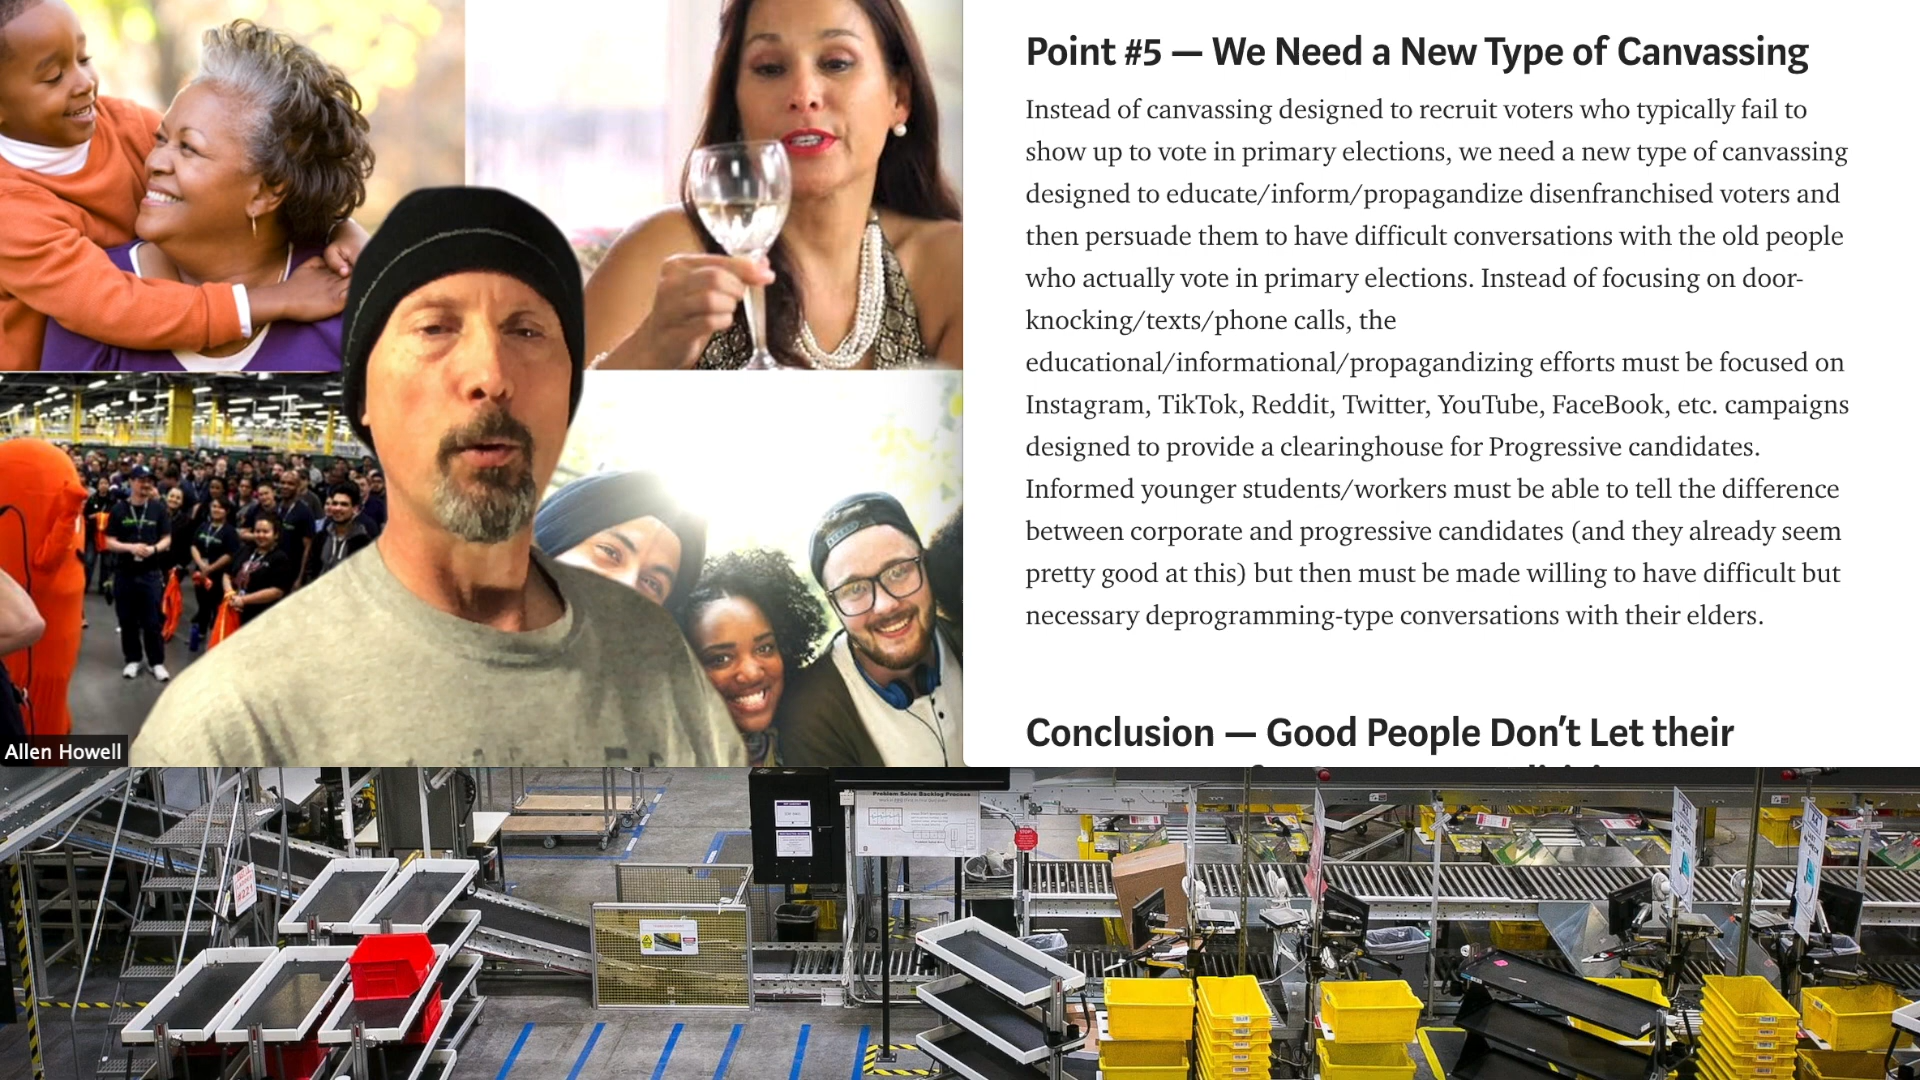 Point #5 — We Need a New Type of Canvassing
Instead of canvassing designed to recruit voters who typically fail to
show up to vote in primary elections, we need a new type of canvassing
designed to educate/inform/propagandize disenfranchised voters and
then persuade them to have difficult conversations with the old people
who actually vote in primary elections. Instead of focusing on door-
knocking/texts/phone calls, the
educational/informational/propagandizing efforts must be focused on
Instagram, TikTok, Reddit, Twitter, YouTube, FaceBook, etc. campaigns
designed to provide a clearinghouse for Progressive candidates.
Informed younger students/workers must be able to tell the difference
between corporate and progressive candidates (and they already seem
pretty good at this) but then must be made willing to have difficult but
necessary deprogramming-type conversations with their elders.
Conclusion — Good People Don't Let their
Allen Howell
Problem Solve Backlog Process
STOP